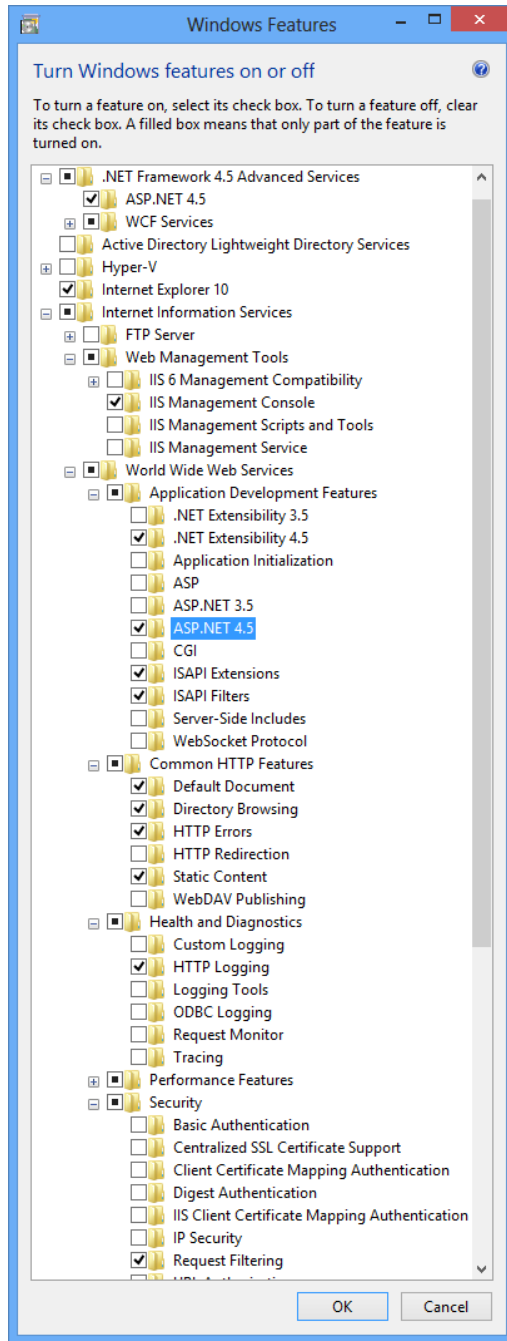 Windows Features
Turn Windows features on or off
To turn a feature on, select its check box. To turn a feature off, clear
its check box. A filled box means that only part of the feature is
turned on.
.NET Framework 4.5 Advanced Services
ASP.NET 4.5
WCF Services
Active Directory Lightweight Directory Services
Hyper-V
Internet Explorer 10
Internet Information Services
FTP Server
Web Management Tools
IIS 6 Management Compatibility
IIS Management Console
IIS Management Scripts and Tools
IIS Management Service
World Wide Web Services
Application Development Features
.NET Extensibility 3.5
.NET Extensibility 4.5
Application Initialization
ASP
ASP.NET 3.5
ASP.NET 4.5
CGI
ISAPI Extensions
ISAPI Filters
Server-Side Includes
WebSocket Protocol
Common HTTP Features
Default Document
Directory Browsing
HTTP Errors
HTTP Redirection
Static Content
WebDAV Publishing
Health and Diagnostics
Custom Logging
HTTP Logging
Logging Tools
ODBC Logging
Request Monitor
Tracing
Performance Features
Security
Basic Authentication
Centralized SSL Certificate Support
Client Certificate Mapping Authentication
Digest Authentication
IIS Client Certificate Mapping Authentication
IP Security
Request Filtering
OK
Cancel